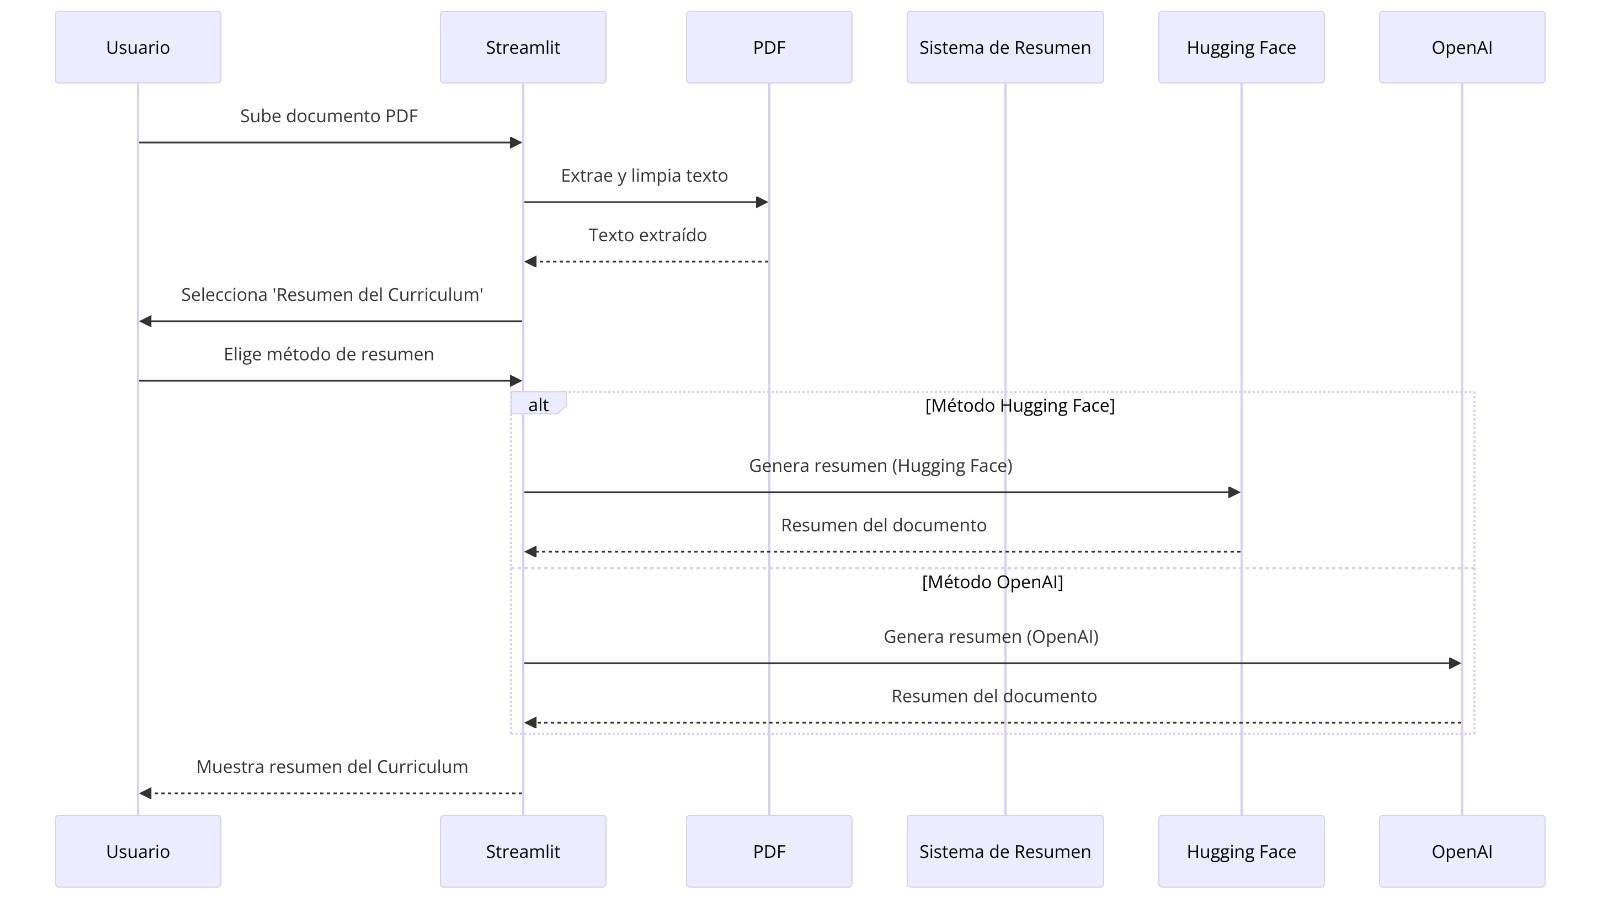 Usuario
Streamlit
PDF
Sistema de Resumen
Hugging Face
OpenAI
Sube documento PDF
Extrae y limpia texto
Texto extraído
Selecciona 'Resumen del Curriculum'
Elige método de resumen
alt
[Método Hugging Face]
Genera resumen (Hugging Face)
Resumen del documento
[Método OpenAI]
Genera resumen (OpenAI)
Resumen del documento
Muestra resumen del Curriculum
Usuario
Streamlit
PDF
Sistema de Resumen
Hugging Face
OpenAI